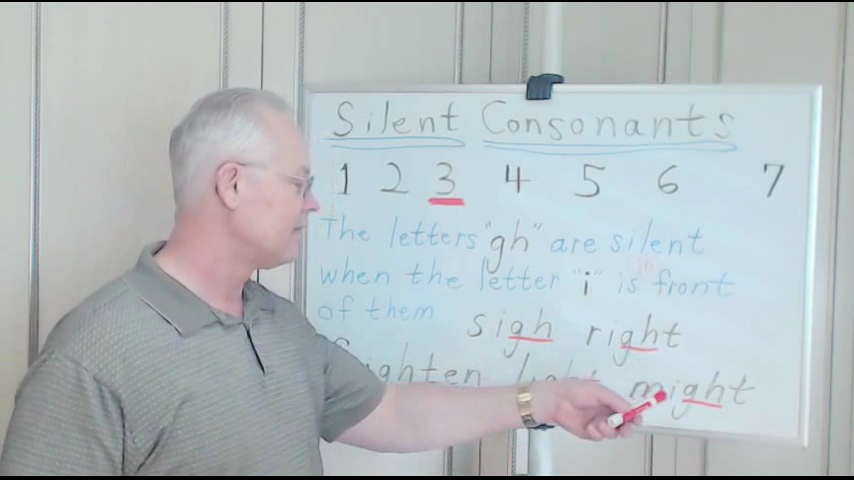 Silent Consonants
1 2 3 4 5 6 7
The letters "gh" are silent
when the letter "i" is in front
of them. sigh right
light might